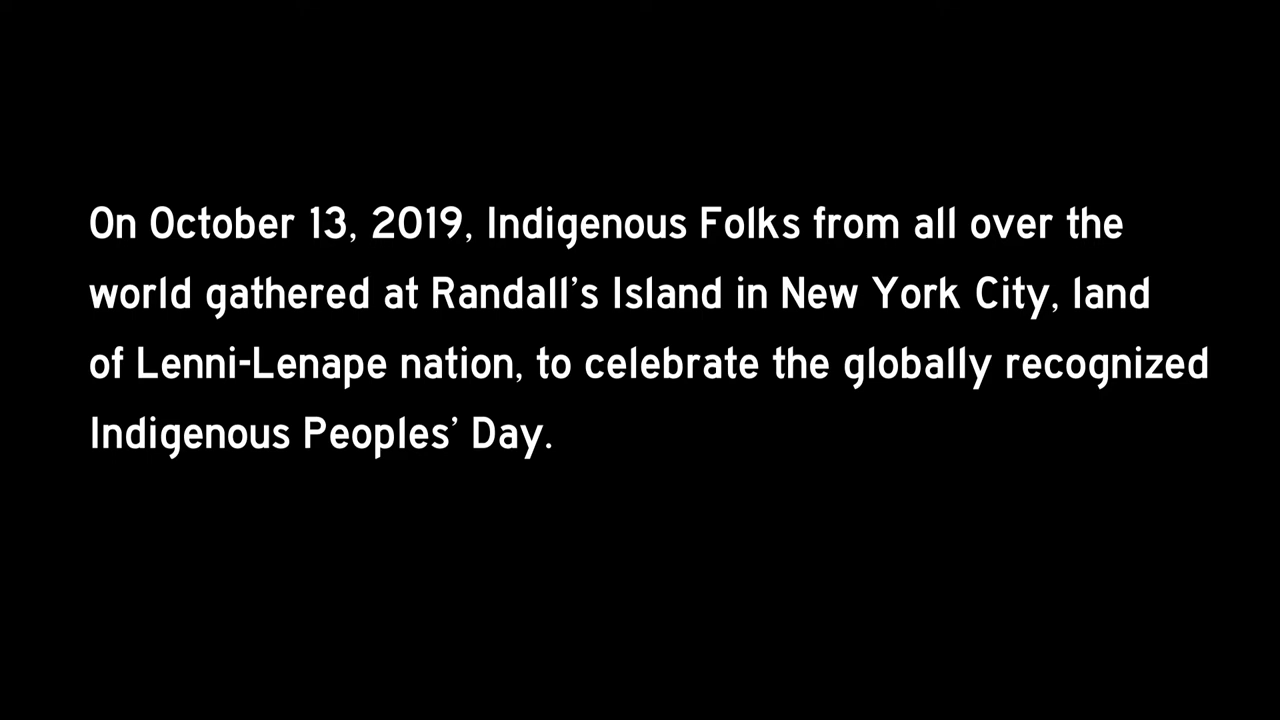 On October 13, 2019, Indigenous Folks from all over the
world gathered at Randall's Island in New York City, land
of Lenni-Lenape nation, to celebrate the globally recognized
Indigenous Peoples' Day.